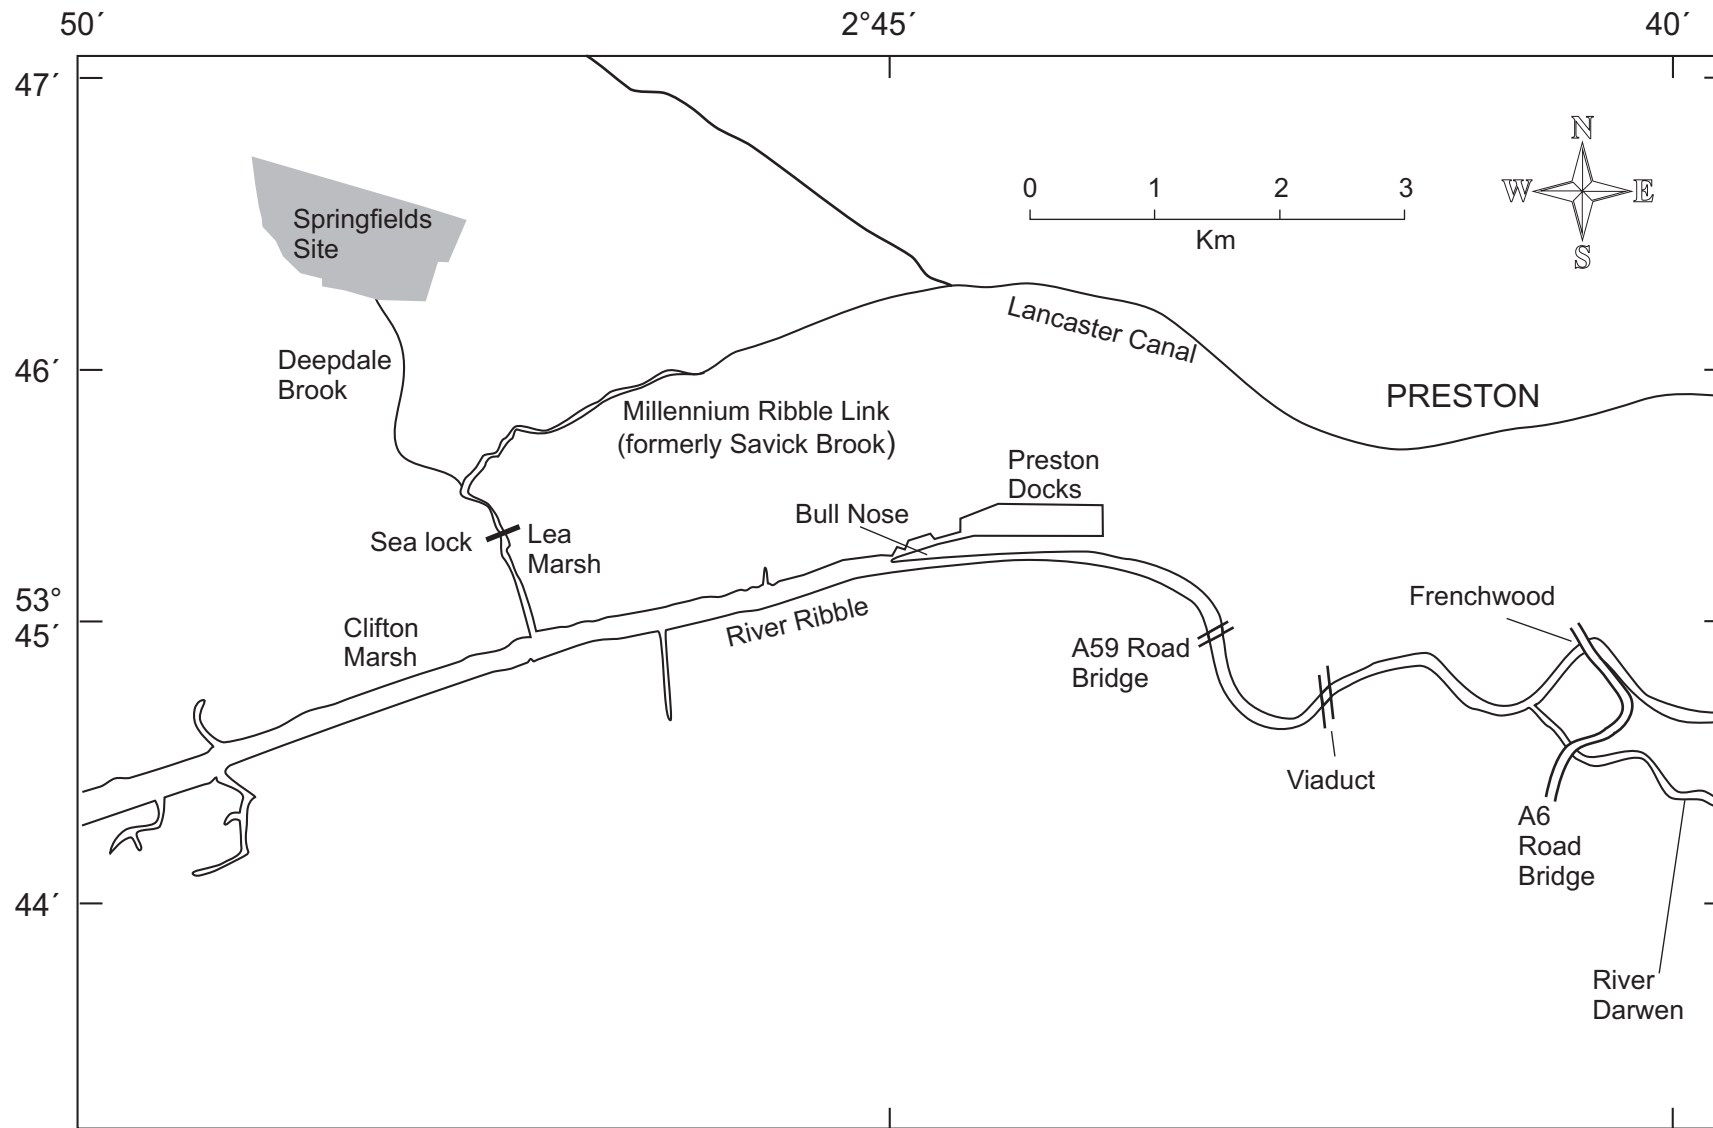 50′
2°45′
40′
47′
N
W
E
S
0
1
2
3
Km
Springfields
Site
Lancaster Canal
46′
Deepdale
Brook
PRESTON
Millennium Ribble Link
(formerly Savick Brook)
Preston
Docks
Bull Nose
Sea lock
Lea
Marsh
53°
45′
Clifton
Marsh
River Ribble
Frenchwood
A59 Road
Bridge
Viaduct
A6
Road
Bridge
44′
River
Darwen